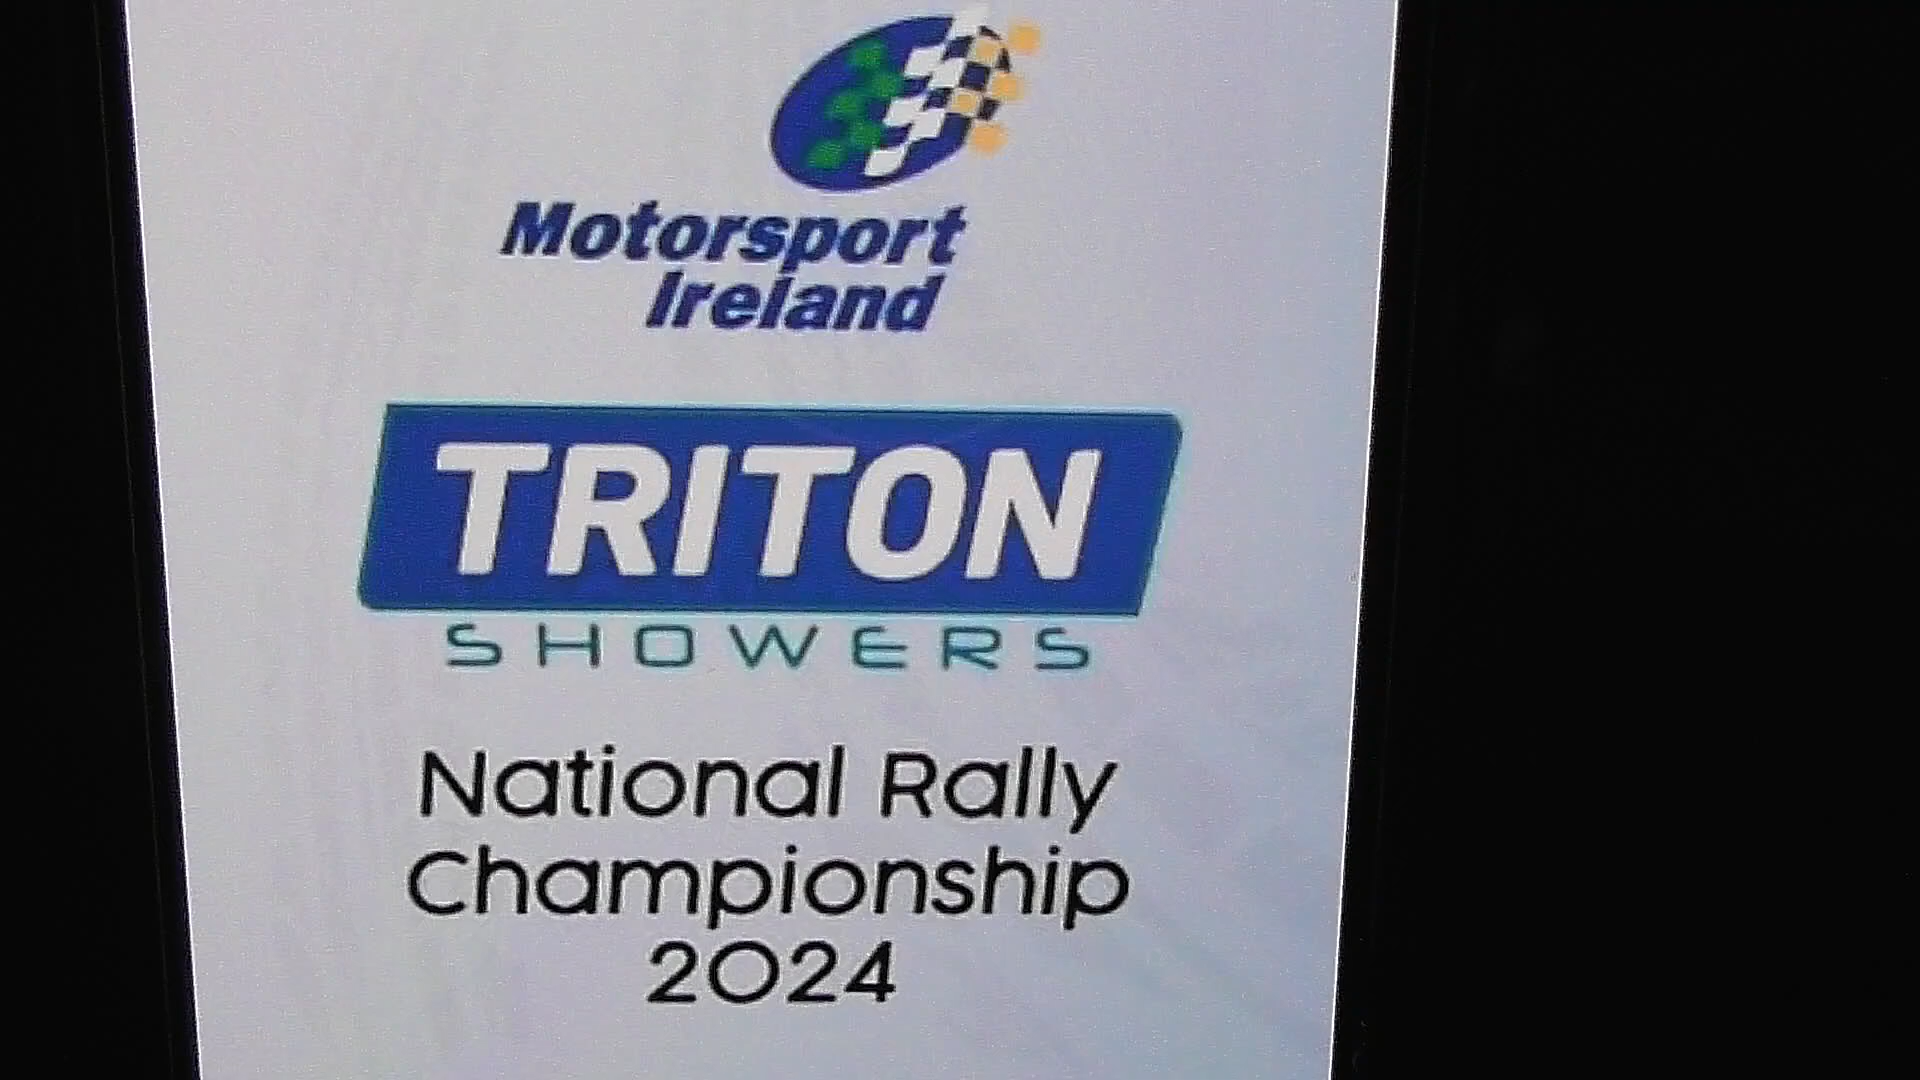 Motorsport
Ireland
TRITON
SHOWERS
National Rally
Championship
2024